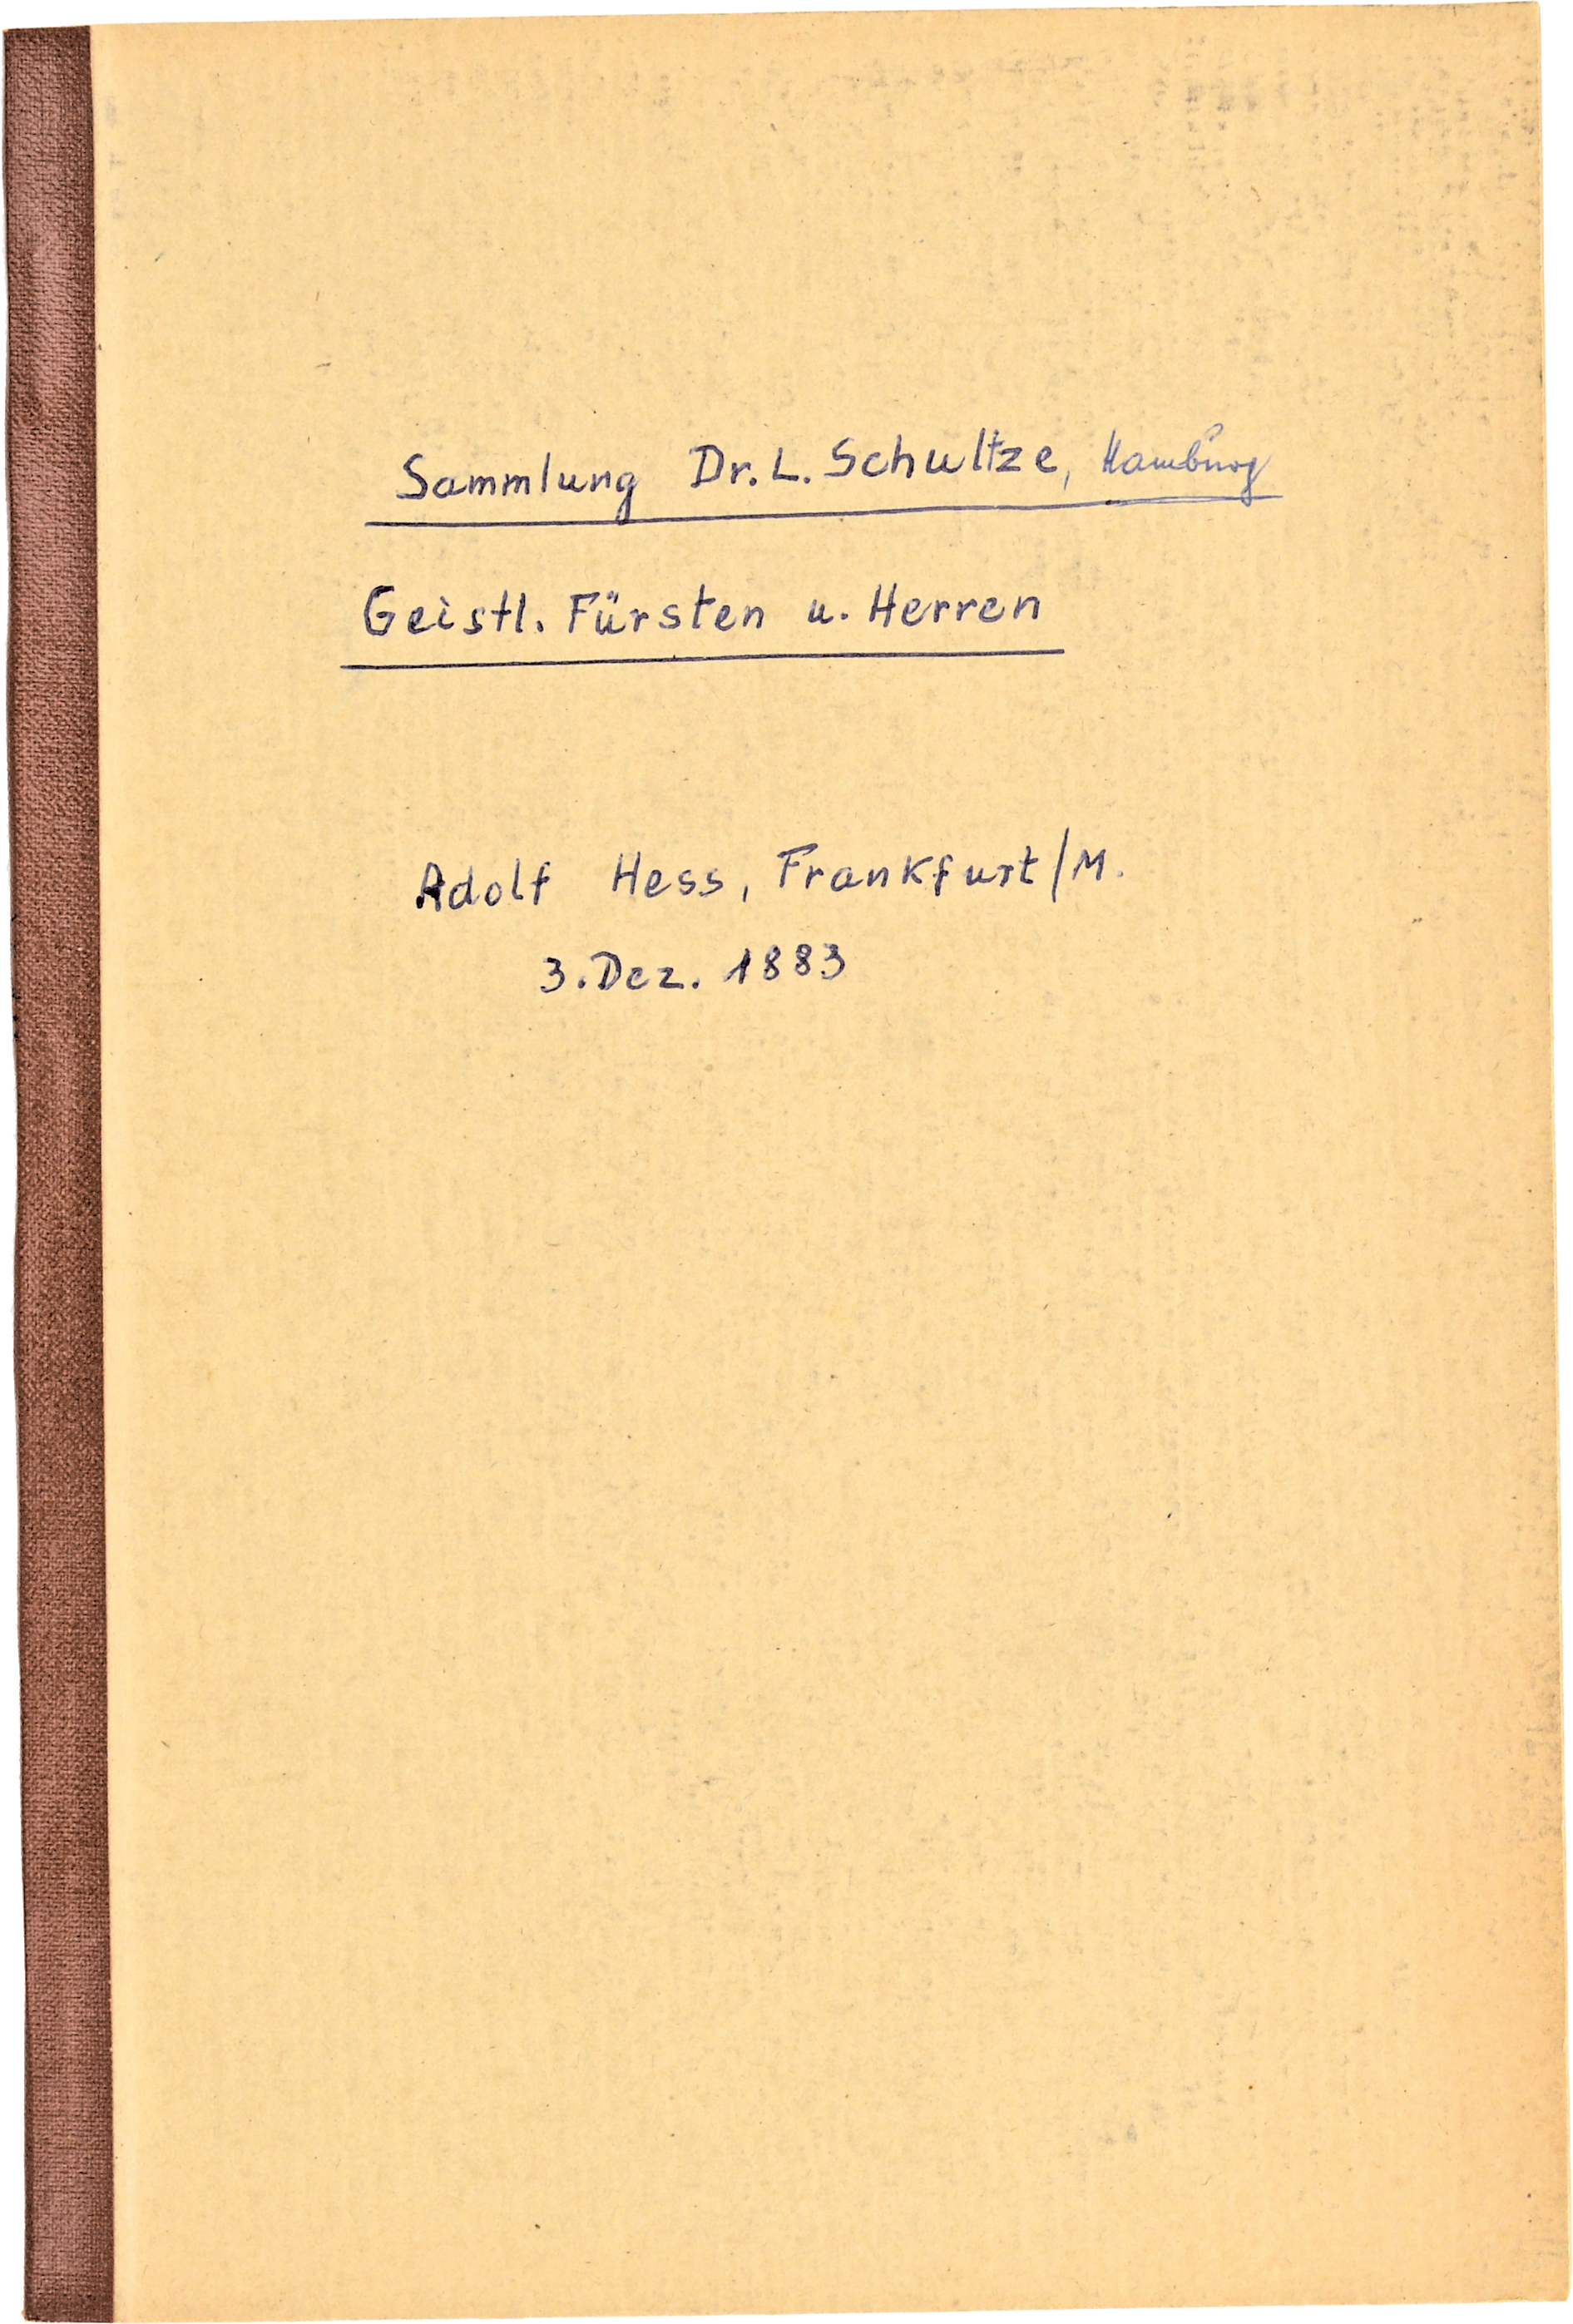 Sammlung Dr. L. Schultze, Hamburg
Geistl. Fürsten u. Herren
Adolf Hess, Frankfurt/M.
3. Dez. 1883